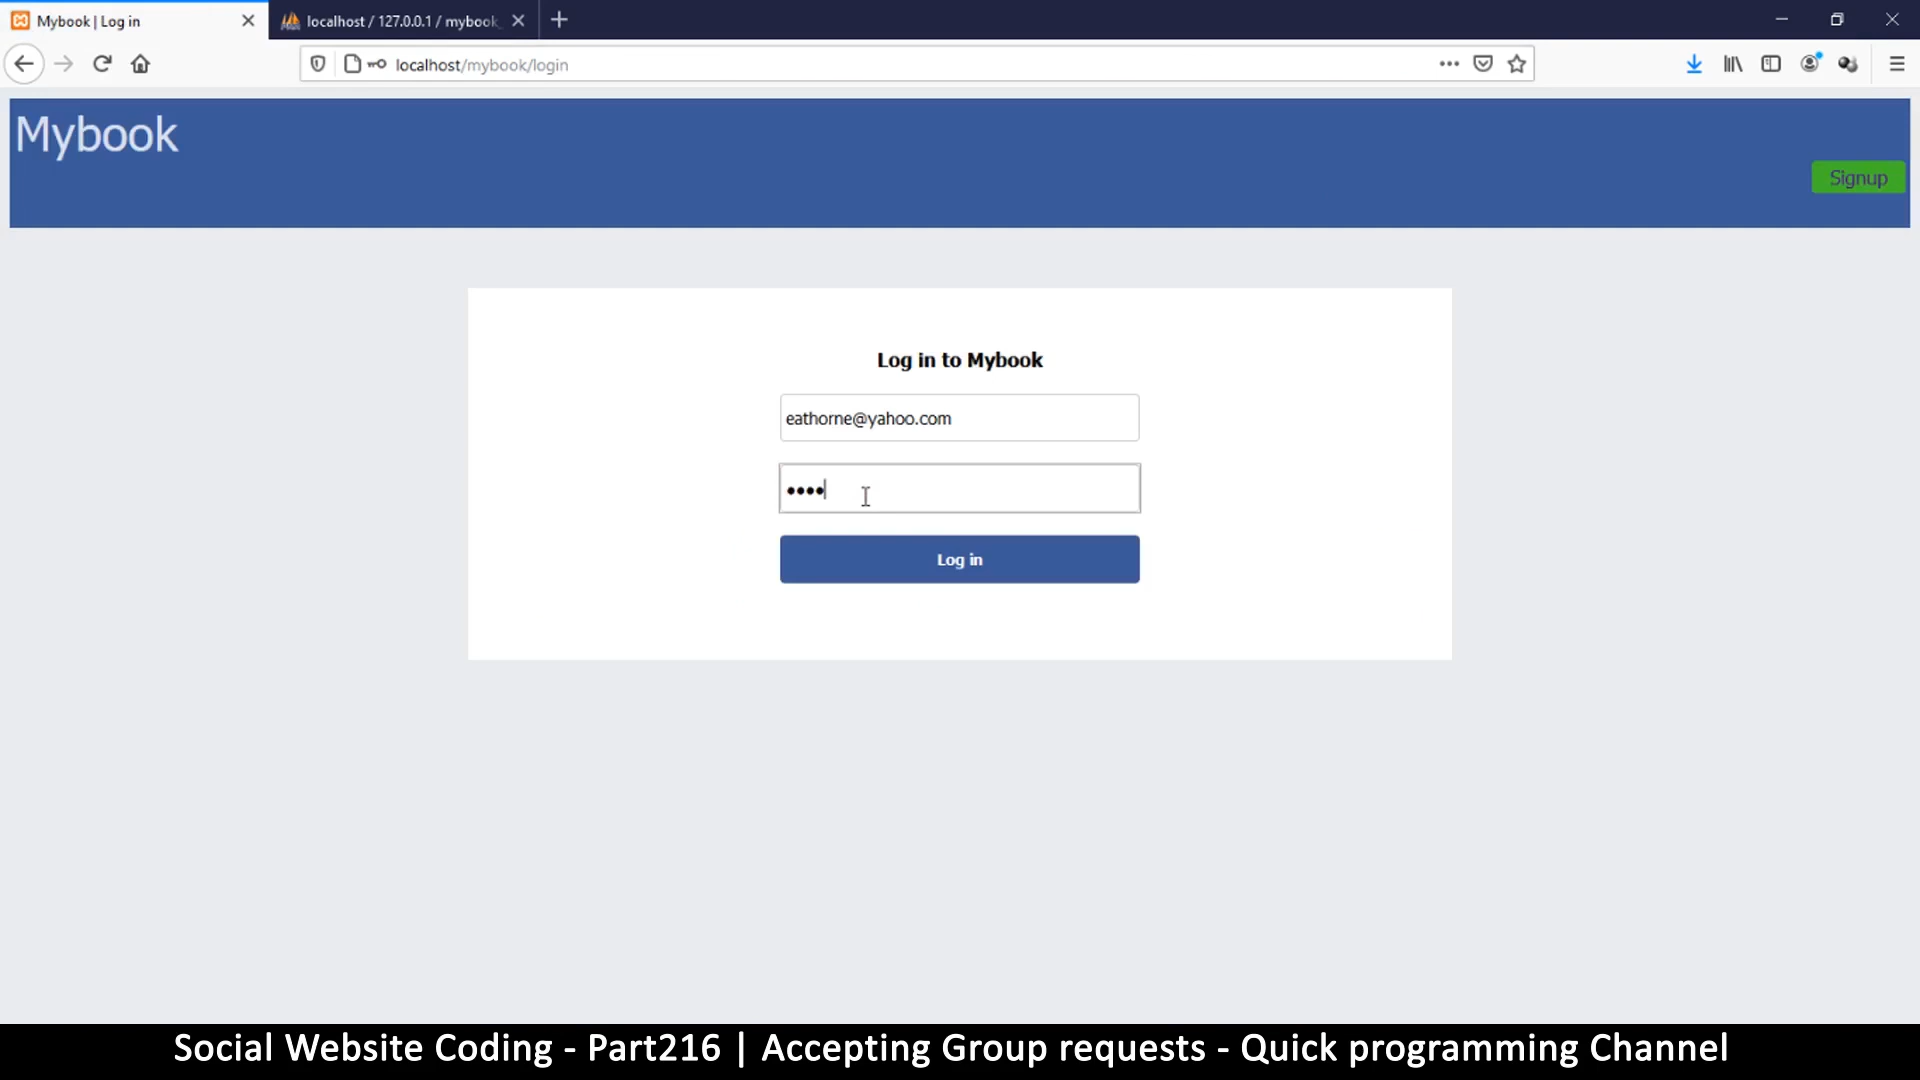 Mybook | Log in
localhost / 127.0.0.1 / mybook_
localhost/mybook/login
Mybook
Signup
Log in to Mybook
eathorne@yahoo.com
••••
Log in
Social Website Coding - Part216 | Accepting Group requests - Quick programming Channel